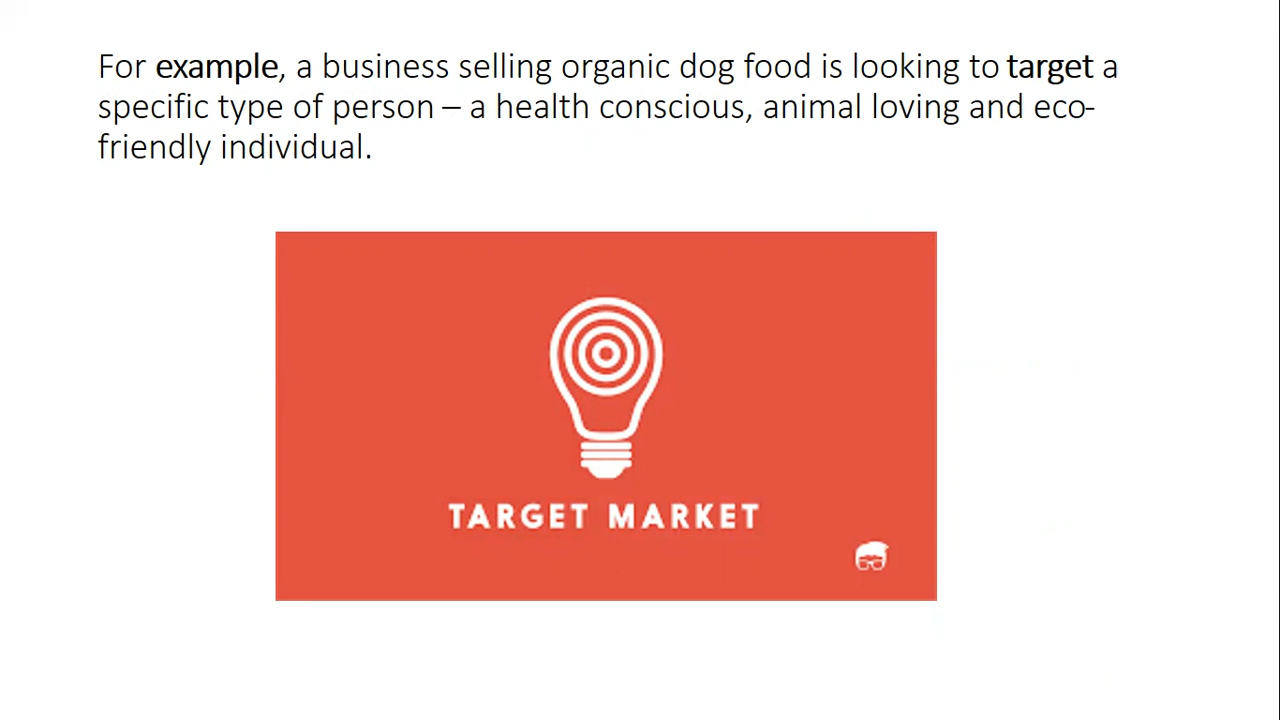 For example, a business selling organic dog food is looking to target a
specific type of person – a health conscious, animal loving and eco-
friendly individual.
TARGET MARKET